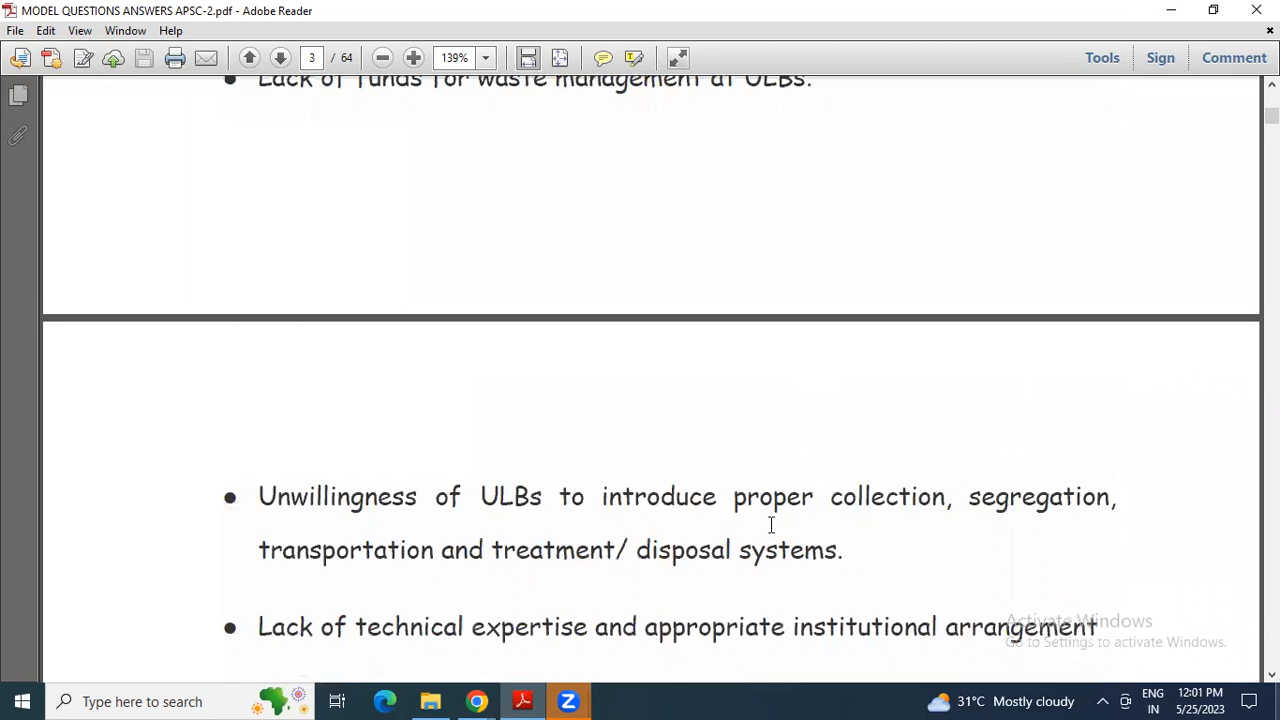 MODEL QUESTIONS ANSWERS APSC-2.pdf - Adobe Reader
File Edit View Window Help
3 / 64 139% Tools Sign Comment
Lack of funds for waste management at ULBs.
Unwillingness of ULBs to introduce proper collection, segregation,
transportation and treatment/ disposal systems.
Lack of technical expertise and appropriate institutional arrangement
Activate Windows
Go to Settings to activate Windows.
Type here to search 31°C Mostly cloudy ENG IN 12:01 PM 5/25/2023